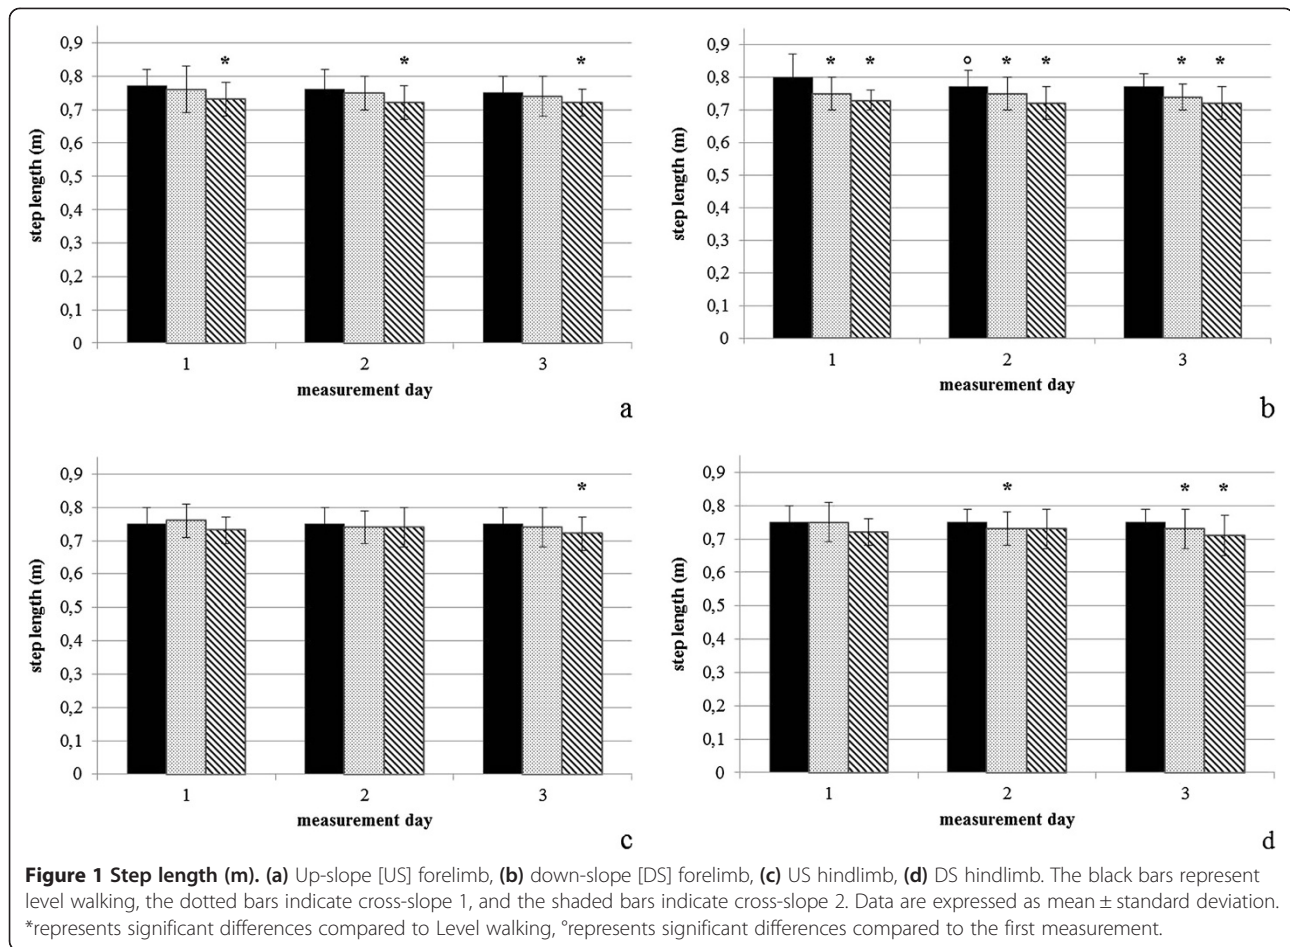 0,9
0,8
0,7
0,6
0,5
0,4
0,3
0,2
0,1
0
step length (m)
* * *
1 2 3
measurement day
a
0,9
0,8
0,7
0,6
0,5
0,4
0,3
0,2
0,1
0
step length (m)
* * ° * * * *
1 2 3
measurement day
b
0,9
0,8
0,7
0,6
0,5
0,4
0,3
0,2
0,1
0
step length (m)
*
1 2 3
measurement day
c
0,9
0,8
0,7
0,6
0,5
0,4
0,3
0,2
0,1
0
step length (m)
* * *
1 2 3
measurement day
d
Figure 1 Step length (m). (a) Up-slope [US] forelimb, (b) down-slope [DS] forelimb, (c) US hindlimb, (d) DS hindlimb. The black bars represent
level walking, the dotted bars indicate cross-slope 1, and the shaded bars indicate cross-slope 2. Data are expressed as mean ± standard deviation.
*represents significant differences compared to Level walking, °represents significant differences compared to the first measurement.